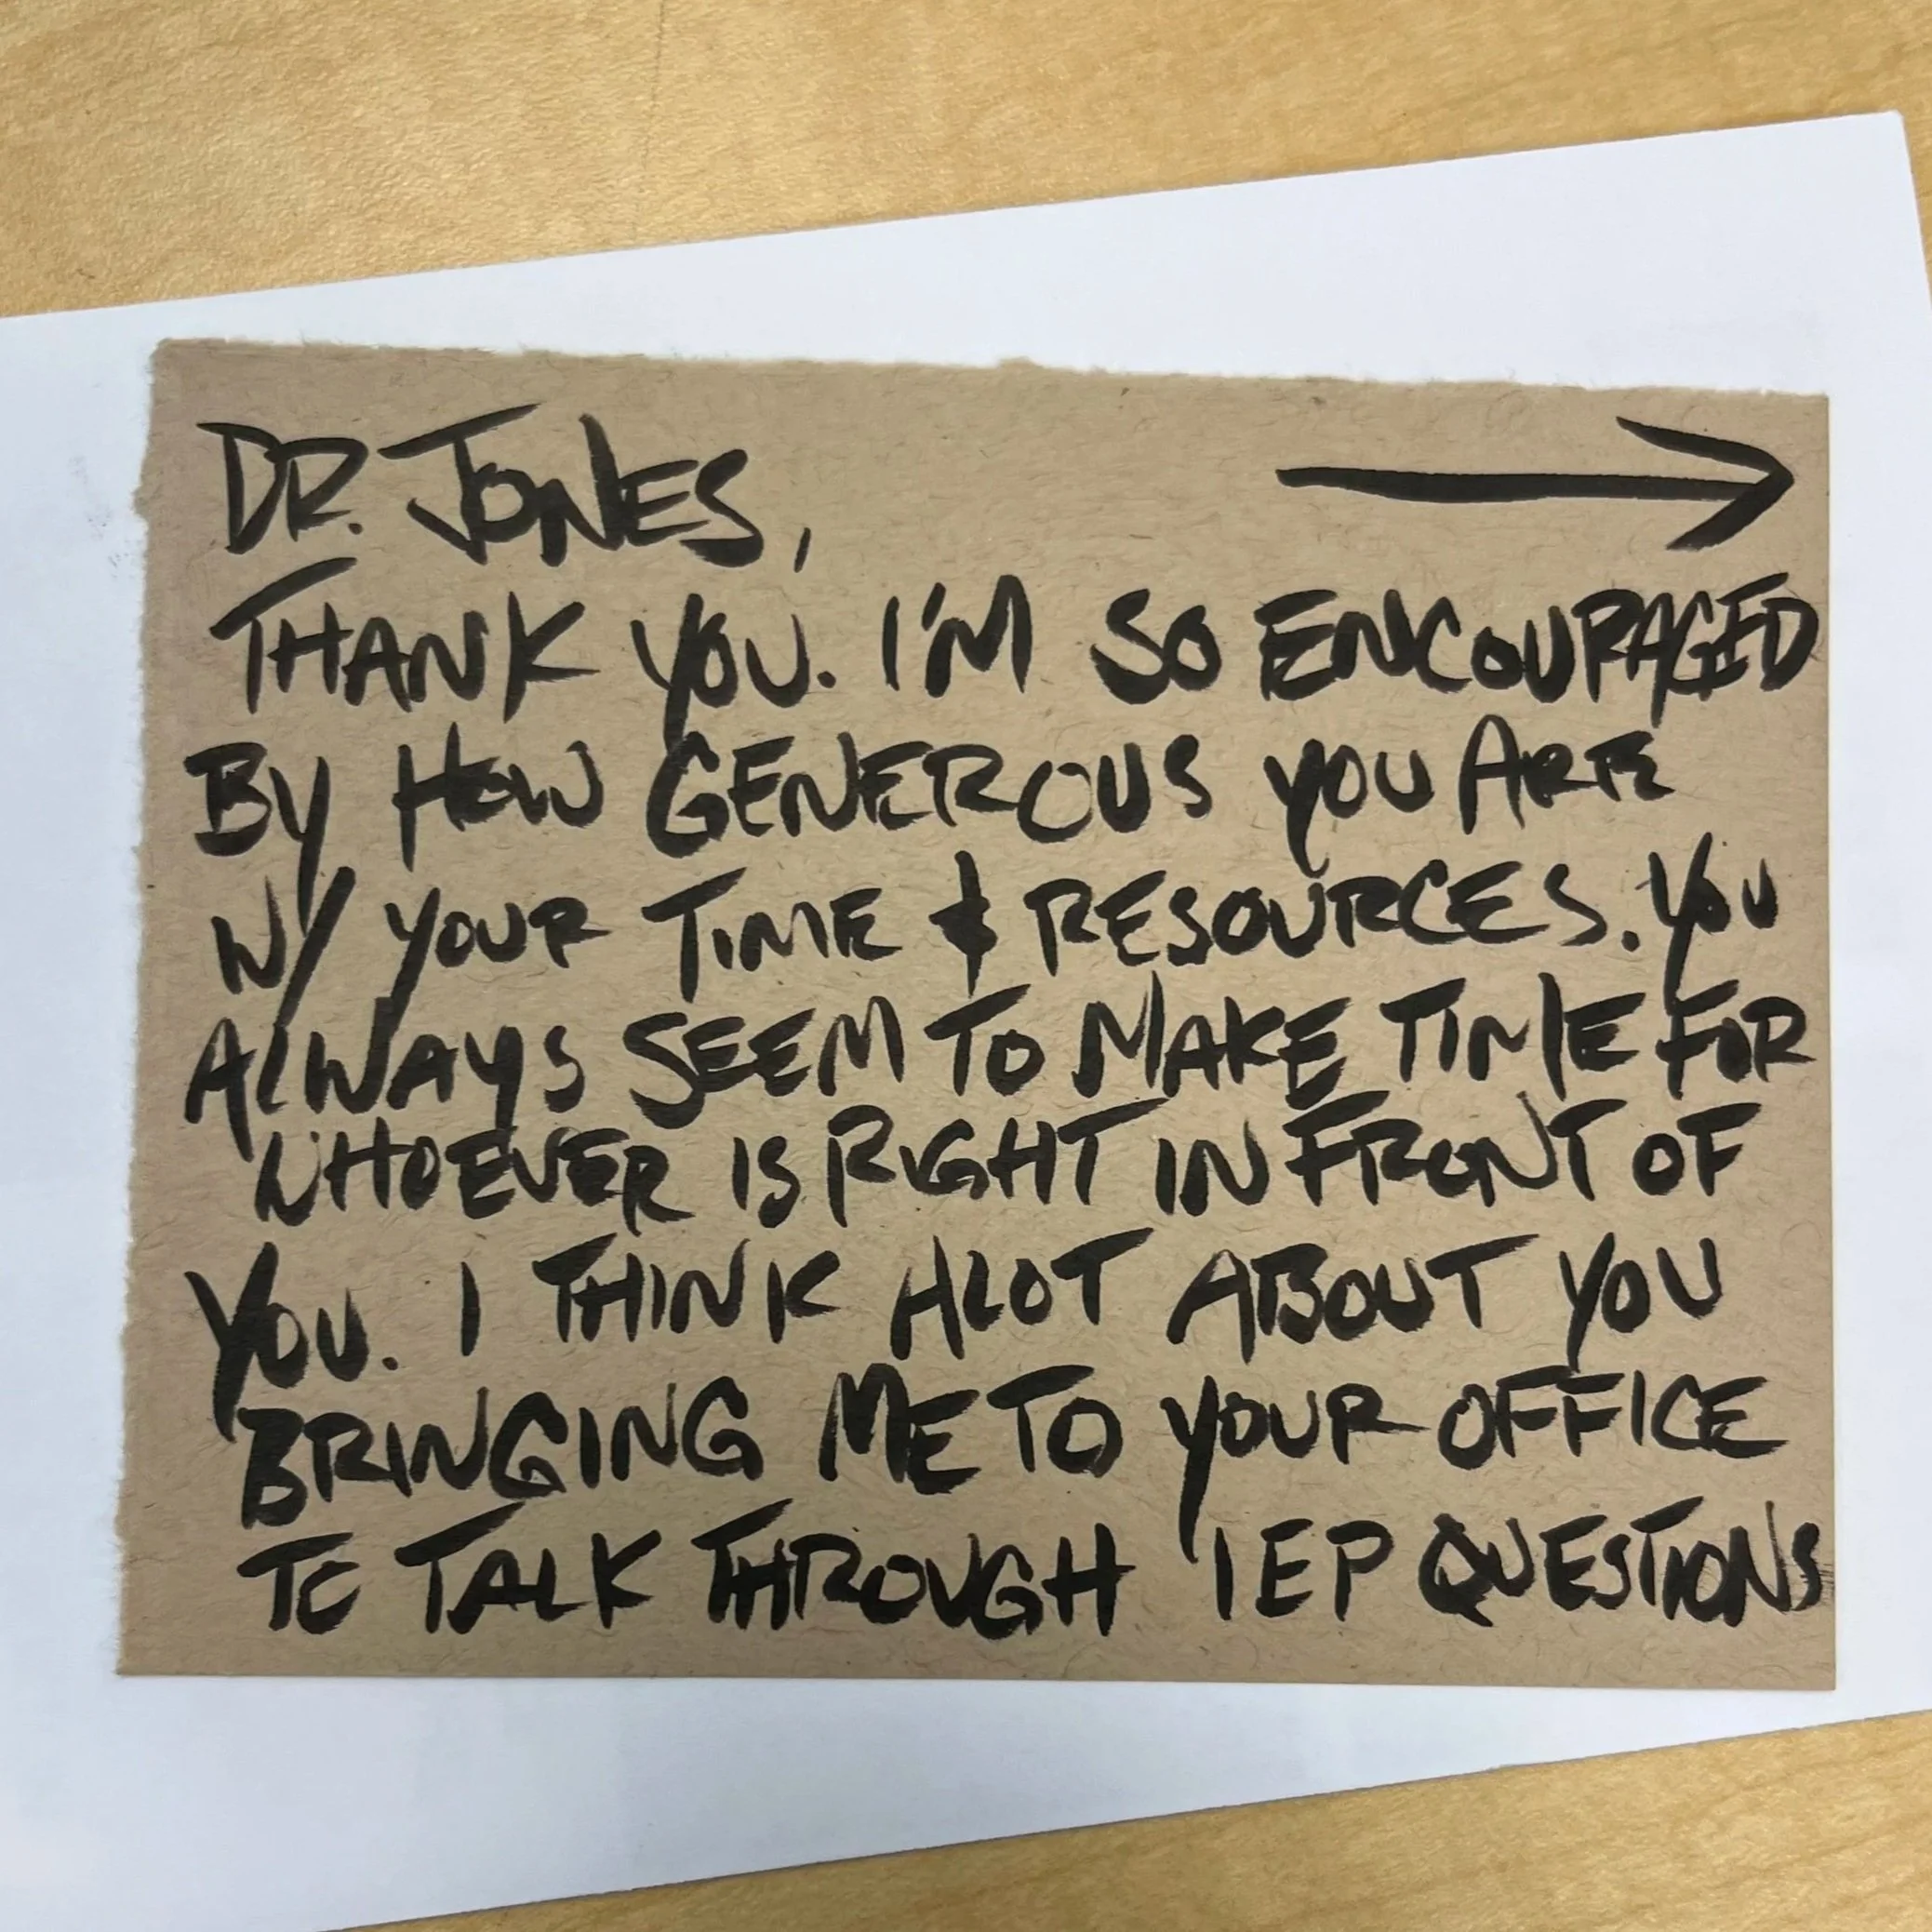 DR. JONES, →
THANK YOU. I'M SO ENCOURAGED
BY HOW GENEROUS YOU ARE
W/ YOUR TIME & RESOURCES. YOU
ALWAYS SEEM TO MAKE TIME FOR
WHOEVER IS RIGHT IN FRONT OF
YOU. I THINK ALOT ABOUT YOU
BRINGING ME TO YOUR OFFICE
TO TALK THROUGH IEP QUESTIONS